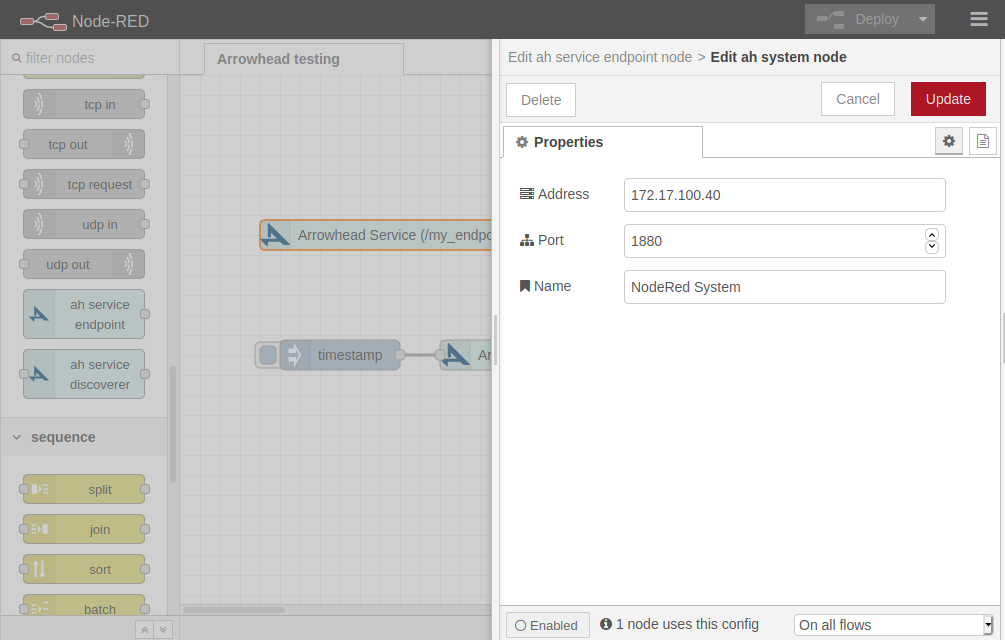 Node-RED
Deploy
filter nodes
tcp in
tcp out
tcp request
udp in
udp out
ah service
endpoint
ah service
discoverer
sequence
split
join
sort
batch
Arrowhead testing
Arrowhead Service (/my_endpo
timestamp
Ar
Edit ah service endpoint node > Edit ah system node
Delete
Cancel
Update
Properties
Address
172.17.100.40
Port
1880
Name
NodeRed System
Enabled
1 node uses this config
On all flows